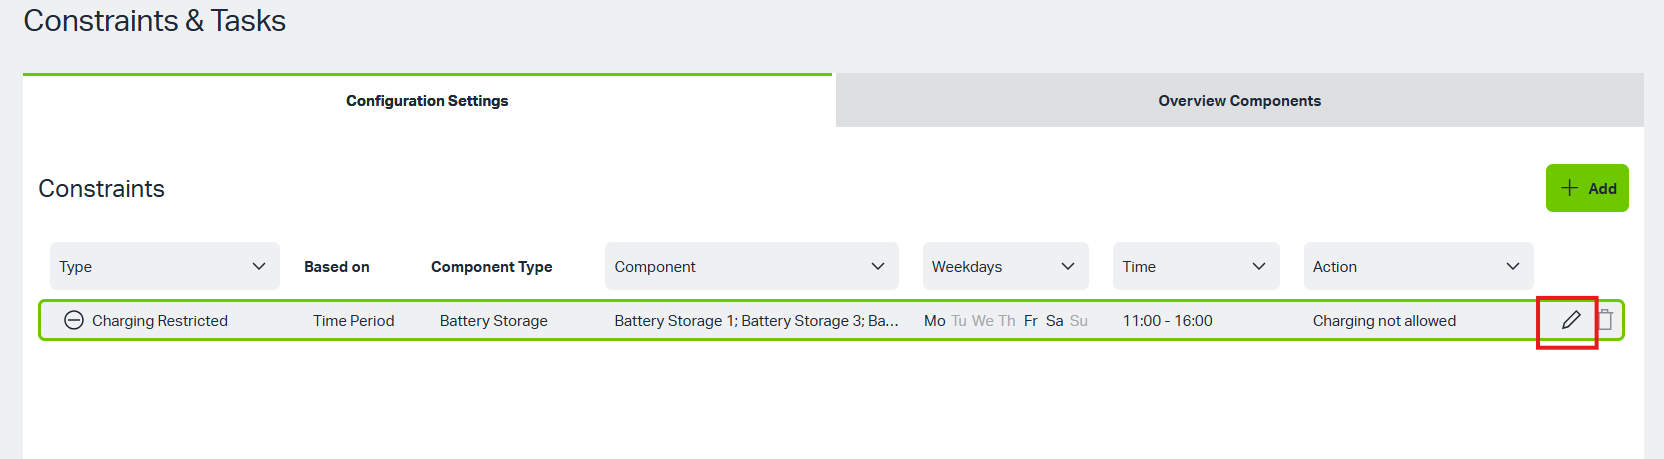 Constraints & Tasks
Configuration Settings
Overview Components
Constraints
Add
Type
Based on
Component Type
Component
Weekdays
Time
Action
Charging Restricted
Time Period
Battery Storage
Battery Storage 1; Battery Storage 3; Ba...
Mo Tu We Th Fr Sa Su
11:00 - 16:00
Charging not allowed